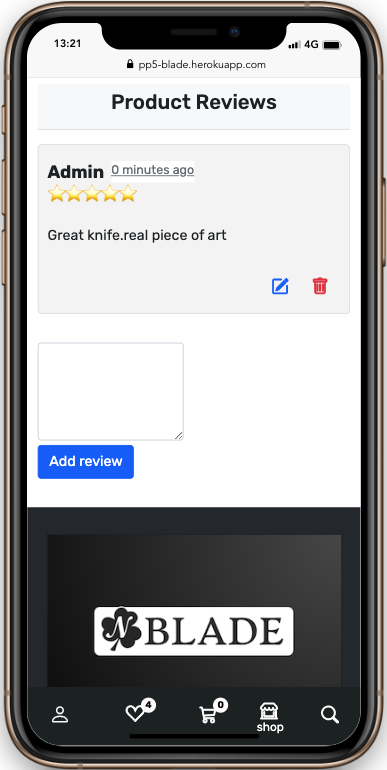 13:21
4G
pp5-blade.herokuapp.com
Product Reviews
Admin 0 minutes ago
Great knife.real piece of art
Add review
N BLADE
4
0
shop